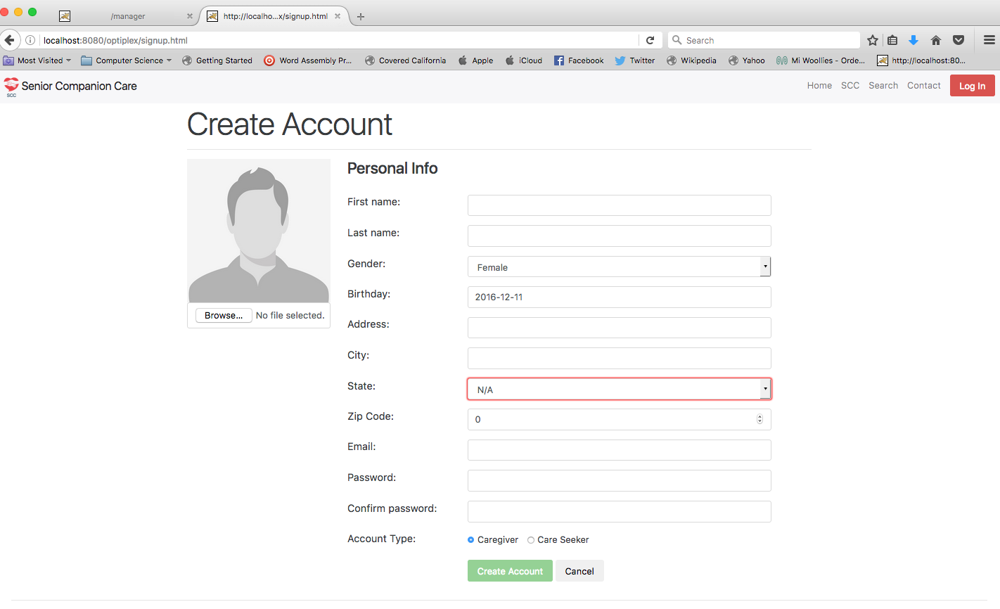 /manager
http://localho...x/signup.html
localhost:8080/optiplex/signup.html
Search
Most Visited
Computer Science
Getting Started
Word Assembly Pr...
Covered California
Apple
iCloud
Facebook
Twitter
Wikipedia
Yahoo
Mi Woollies - Orde...
http://localhost:80...
SCC
Senior Companion Care
Home SCC Search Contact Log In
Create Account
Personal Info
First name:
Last name:
Gender: Female
Birthday: 2016-12-11
Browse... No file selected.
Address:
City:
State: N/A
Zip Code: 0
Email:
Password:
Confirm password:
Account Type: Caregiver Care Seeker
Create Account Cancel